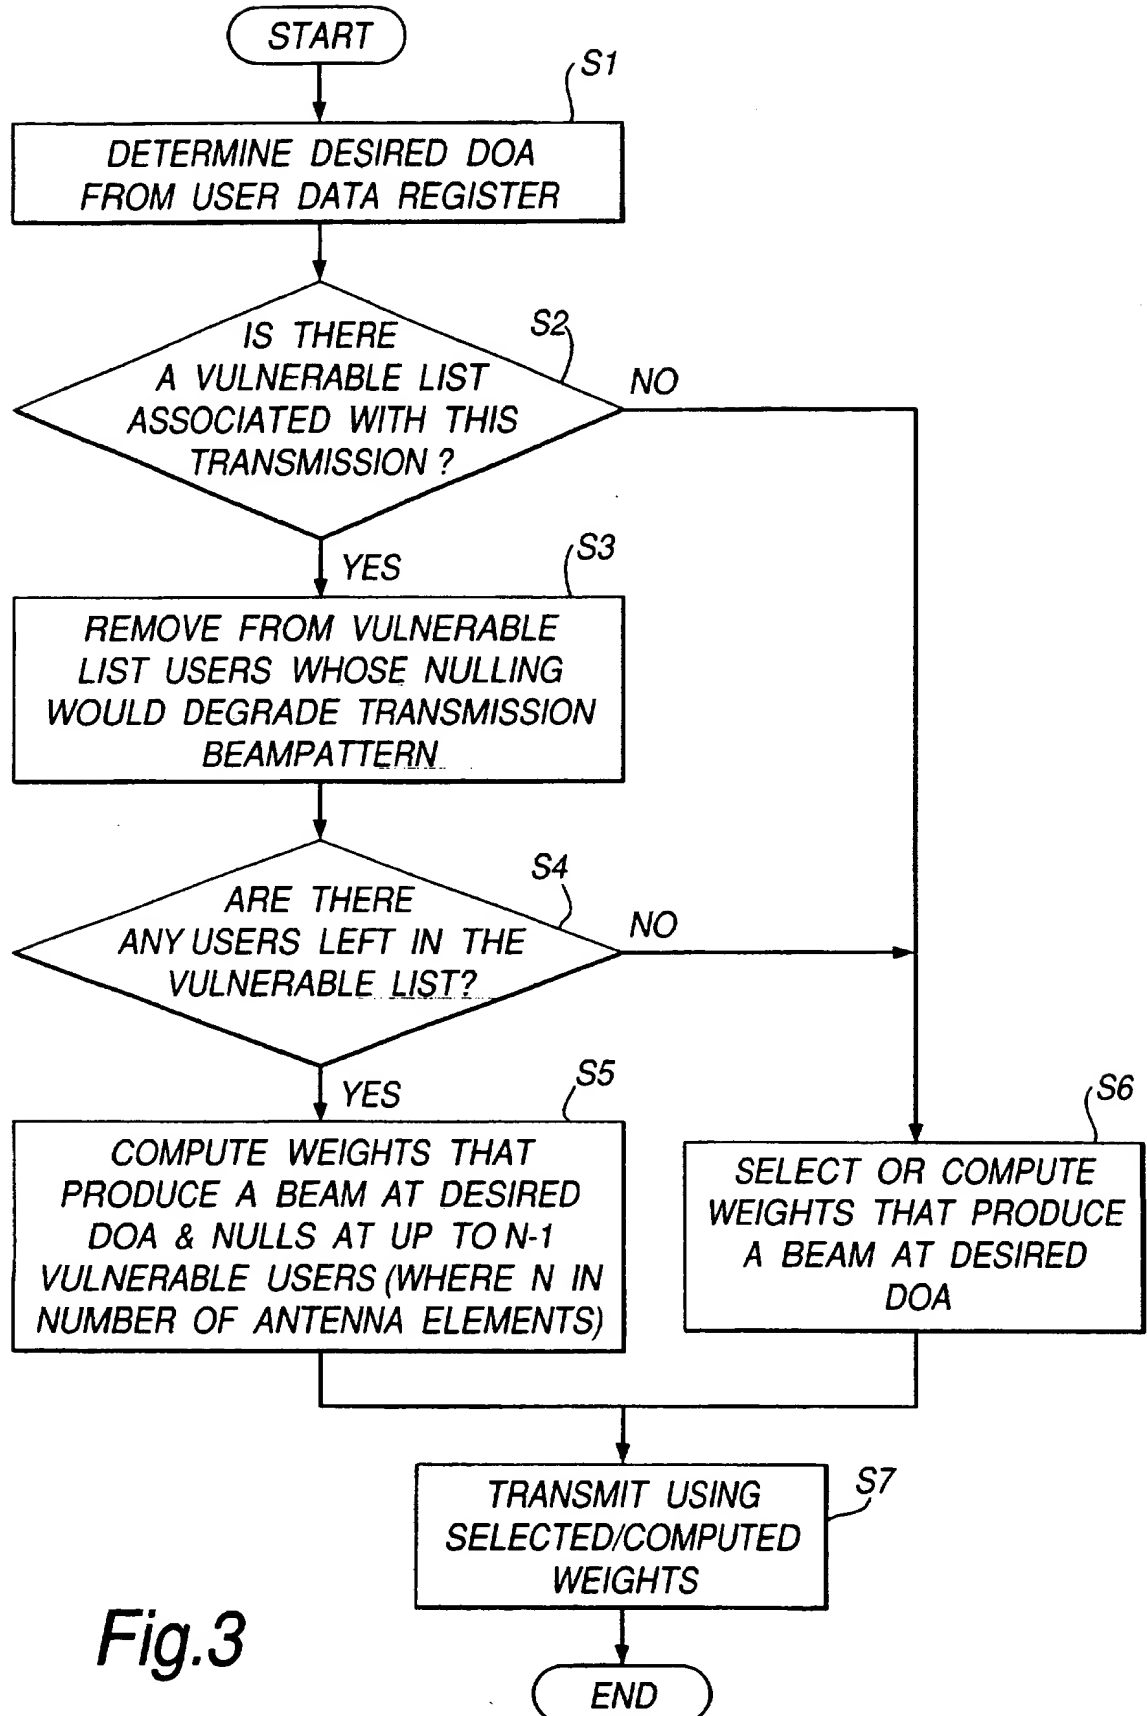 START
S1
DETERMINE DESIRED DOA
FROM USER DATA REGISTER
S2
IS THERE
A VULNERABLE LIST
ASSOCIATED WITH THIS
TRANSMISSION ?
NO
YES
S3
REMOVE FROM VULNERABLE
LIST USERS WHOSE NULLING
WOULD DEGRADE TRANSMISSION
BEAMPATTERN
S4
ARE THERE
ANY USERS LEFT IN THE
VULNERABLE LIST?
NO
YES
S5
COMPUTE WEIGHTS THAT
PRODUCE A BEAM AT DESIRED
DOA & NULLS AT UP TO N-1
VULNERABLE USERS (WHERE N IN
NUMBER OF ANTENNA ELEMENTS)
S6
SELECT OR COMPUTE
WEIGHTS THAT PRODUCE
A BEAM AT DESIRED
DOA
S7
TRANSMIT USING
SELECTED/COMPUTED
WEIGHTS
END
Fig.3